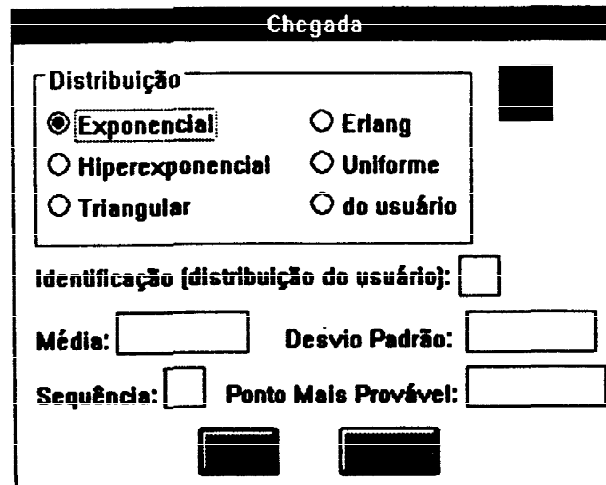 Chegada
Distribuição
Exponencial
Erlang
Hiperexponencial
Uniforme
Triangular
do usuário
Identificação (distribuição do usuário):
Média:
Desvio Padrão:
Sequência:
Ponto Mais Provável: